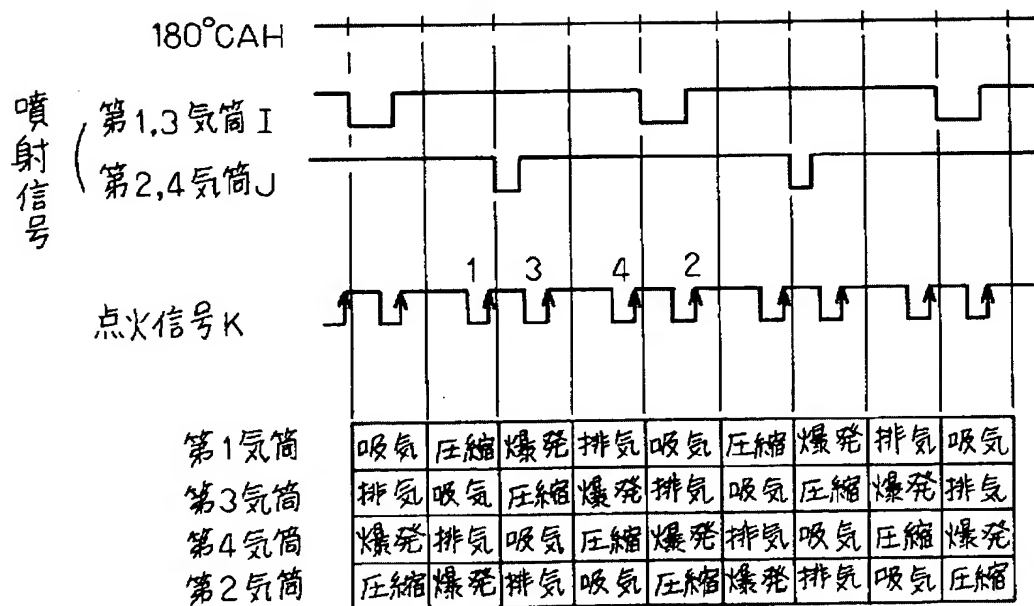 180°CAH
噴射信号
第1,3気筒I
第2,4気筒J
1 3 4 2
点火信号K
第1気筒 吸気 圧縮 爆発 排気 吸気 圧縮 爆発 排気 吸気
第3気筒 排気 吸気 圧縮 爆発 排気 吸気 圧縮 爆発 排気
第4気筒 爆発 排気 吸気 圧縮 爆発 排気 吸気 圧縮 爆発
第2気筒 圧縮 爆発 排気 吸気 圧縮 爆発 排気 吸気 圧縮